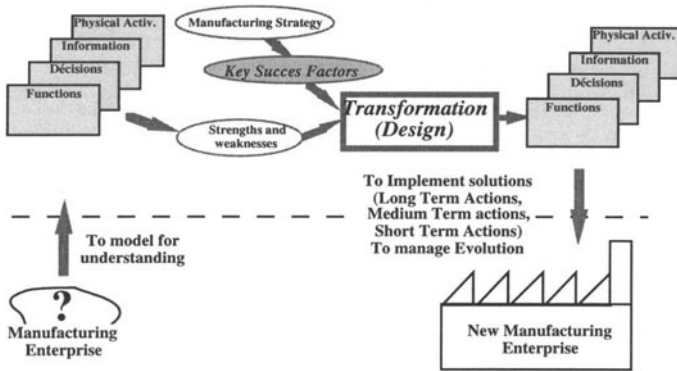 Physical Activ.
Information
Décisions
Functions
Manufacturing Strategy
Key Succes Factors
Strengths and
weaknesses
Transformation
(Design)
Physical Activ.
Information
Décisions
Functions
To Implement solutions
(Long Term Actions,
Medium Term actions,
Short Term Actions)
To manage Evolution
To model for
understanding
?
Manufacturing
Enterprise
New Manufacturing
Enterprise